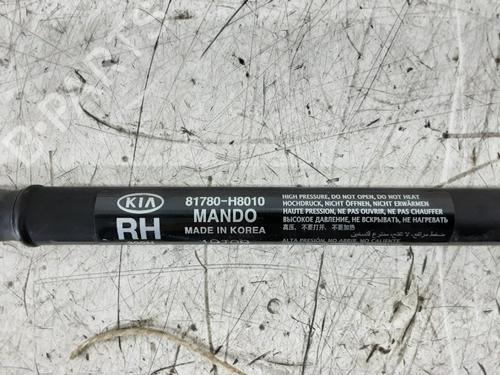 KIA
RH
81780-H8010
MANDO
MADE IN KOREA
HIGH PRESSURE, DO NOT OPEN, DO NOT HEAT
HOCHDRUCK, NICHT ÖFFNEN, NICHT ERWÄRMEN
HAUTE PRESSION, NE PAS OUVRIR, NE PAS CHAUFFER
ВЫСОКОЕ ДАВЛЕНИЕ, НЕ ВСКРЫВАТЬ, НЕ НАГРЕВАТЬ
高压, 不要打开, 不要加热
ALTA PRESIÓN, NO ABRIR, NO CALIENTE
D-PARTS